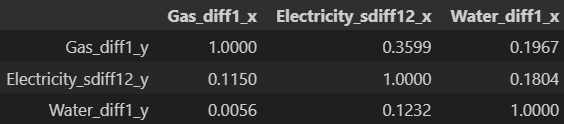 Gas_diff1_x Electricity_sdiff12_x Water_diff1_x
Gas_diff1_y 1.0000 0.3599 0.1967
Electricity_sdiff12_y 0.1150 1.0000 0.1804
Water_diff1_y 0.0056 0.1232 1.0000